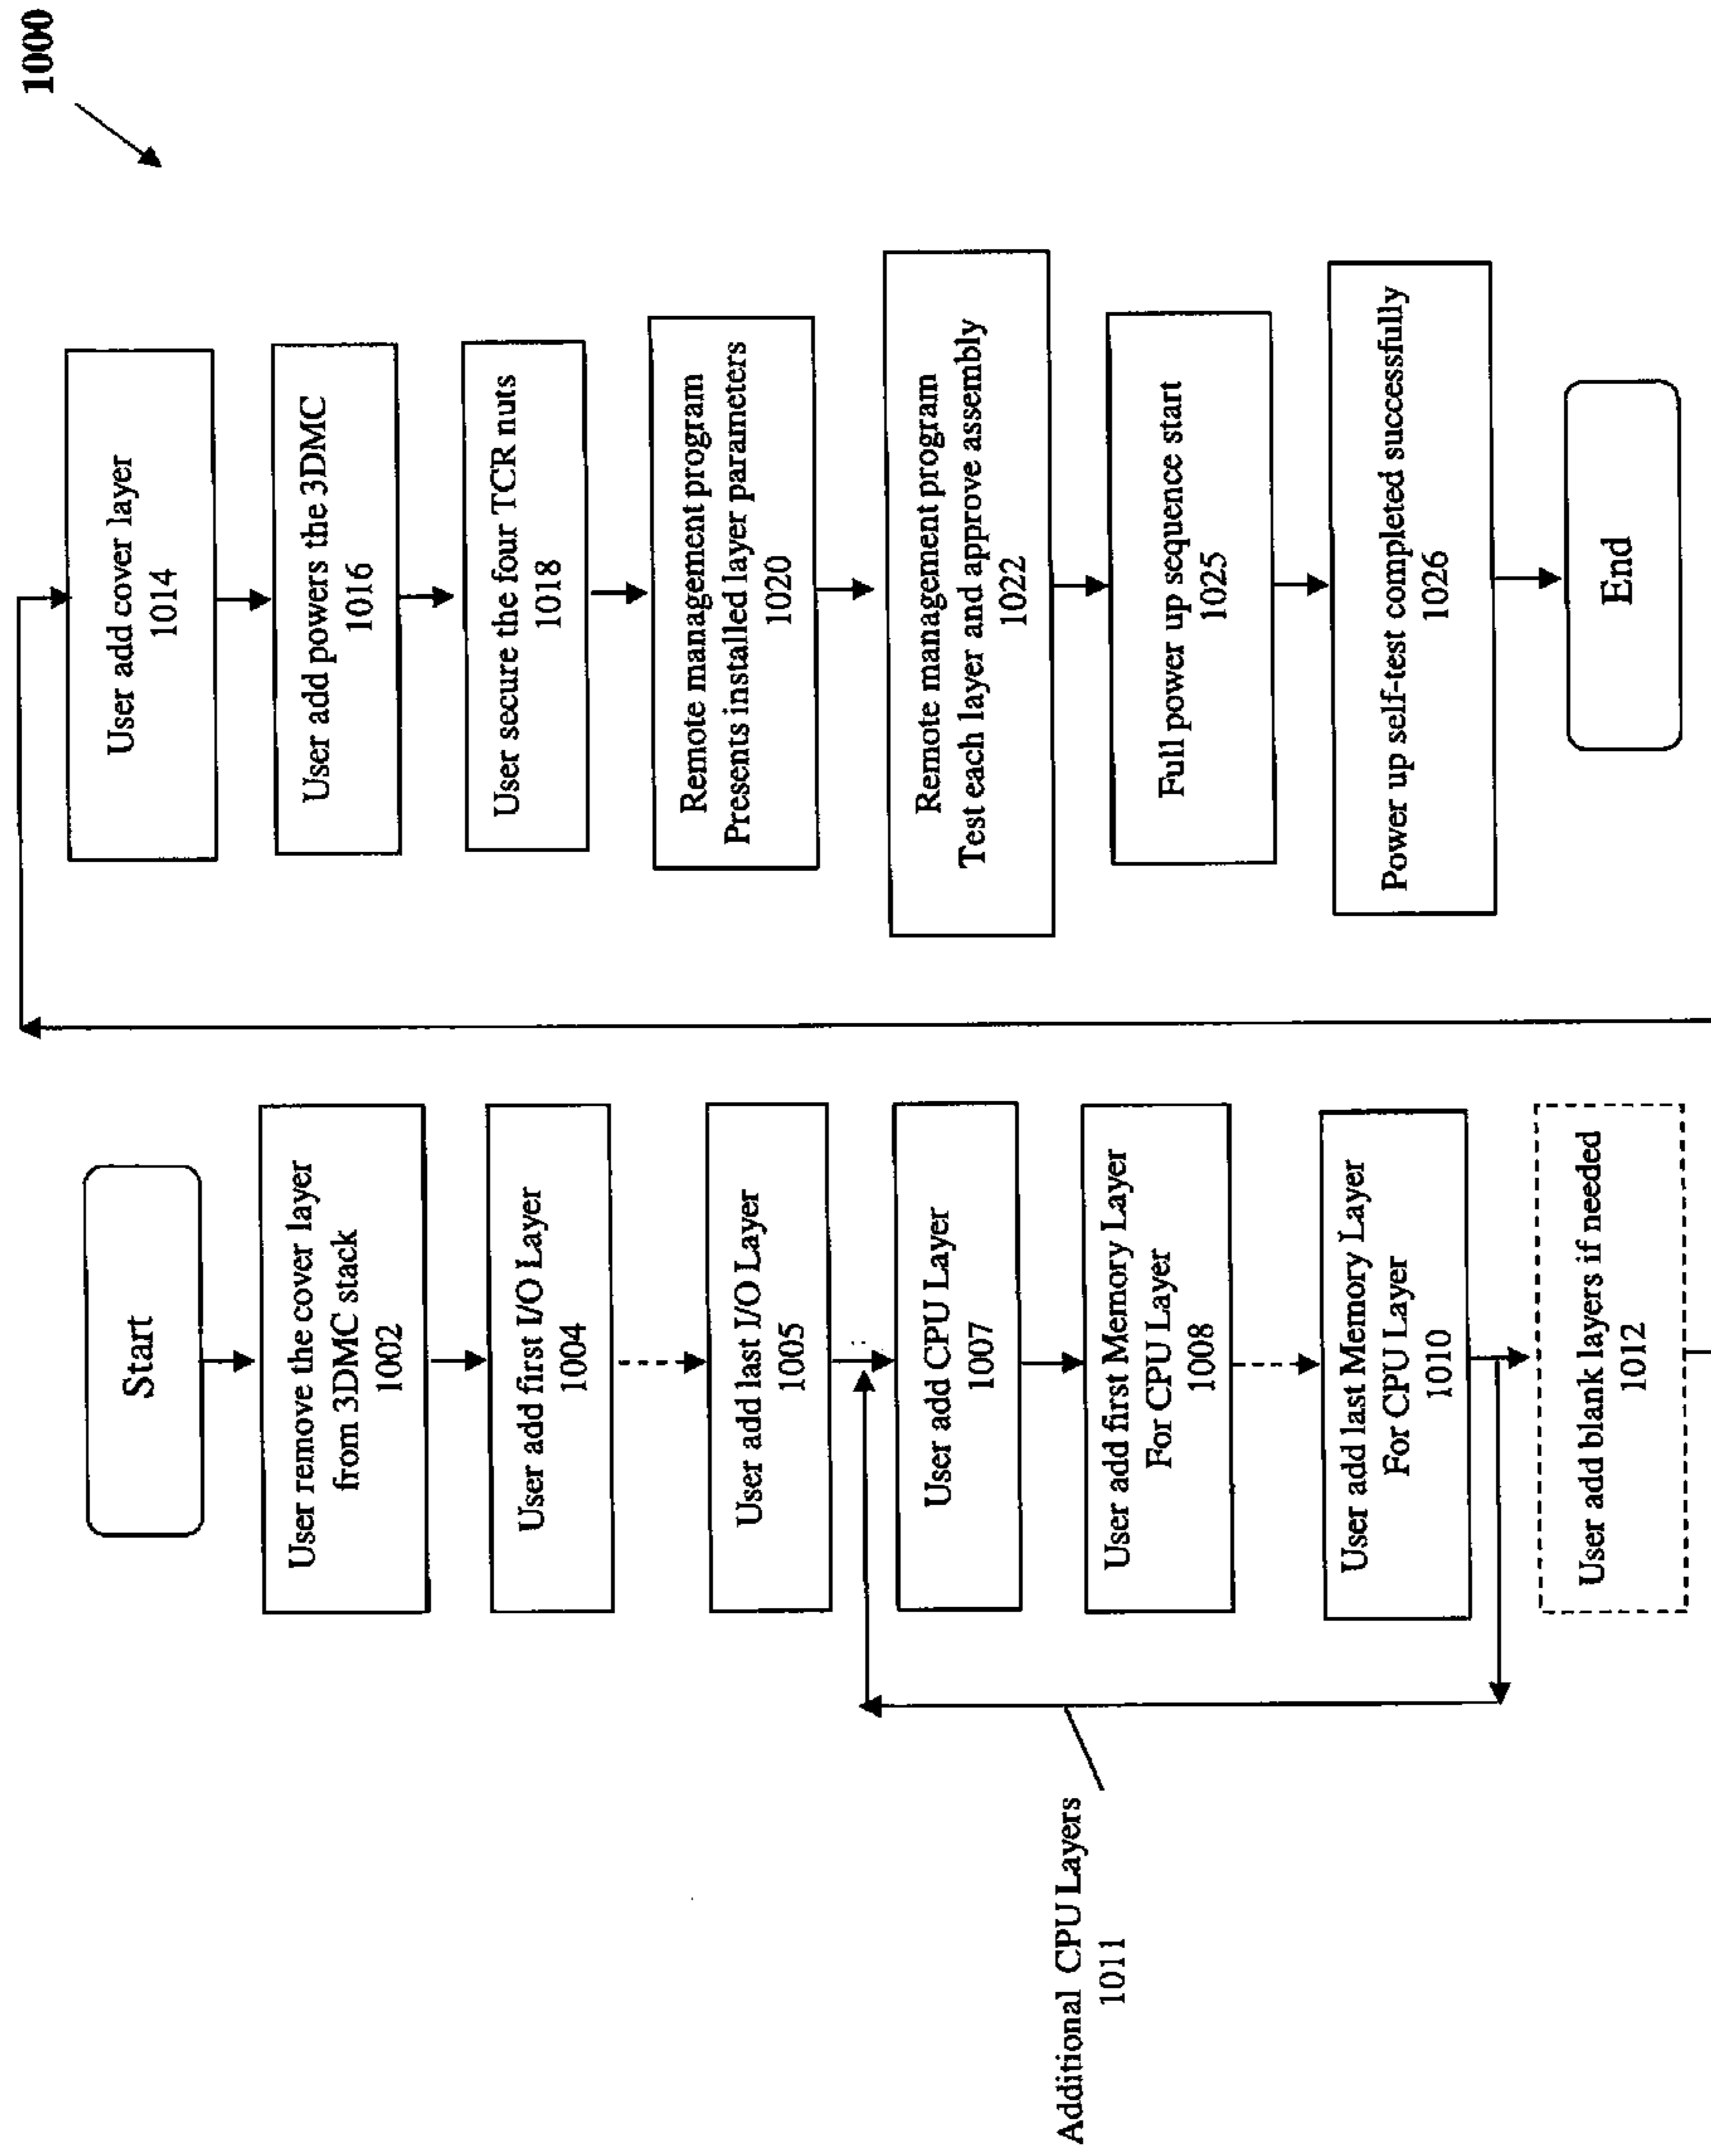 1000
Start
User remove the cover layer
from 3DMC stack
1002
User add first I/O Layer
1004
User add last I/O Layer
1005
User add CPU Layer
1007
User add first Memory Layer
For CPU Layer
1008
User add last Memory Layer
For CPU Layer
1010
Additional CPU Layers
1011
User add blank layers if needed
1012
User add cover layer
1014
User add powers the 3DMC
1016
User secure the four TCR nuts
1018
Remote management program
Presents installed layer parameters
1020
Remote management program
Test each layer and approve assembly
1022
Full power up sequence start
1025
Power up self-test completed successfully
1026
End